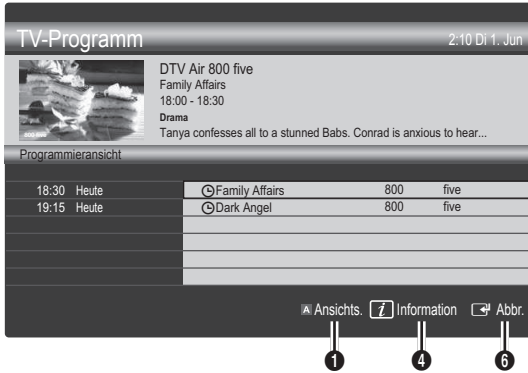 TV-Programm 2:10 Di 1. Jun
DTV Air 800 five
Family Affairs
18:00 - 18:30
Drama
Tanya confesses all to a stunned Babs. Conrad is anxious to hear...
800 five
Programmieransicht
18:30 Heute Family Affairs 800 five
19:15 Heute Dark Angel 800 five
A Ansichts. i Information Abbr.
1 4 6